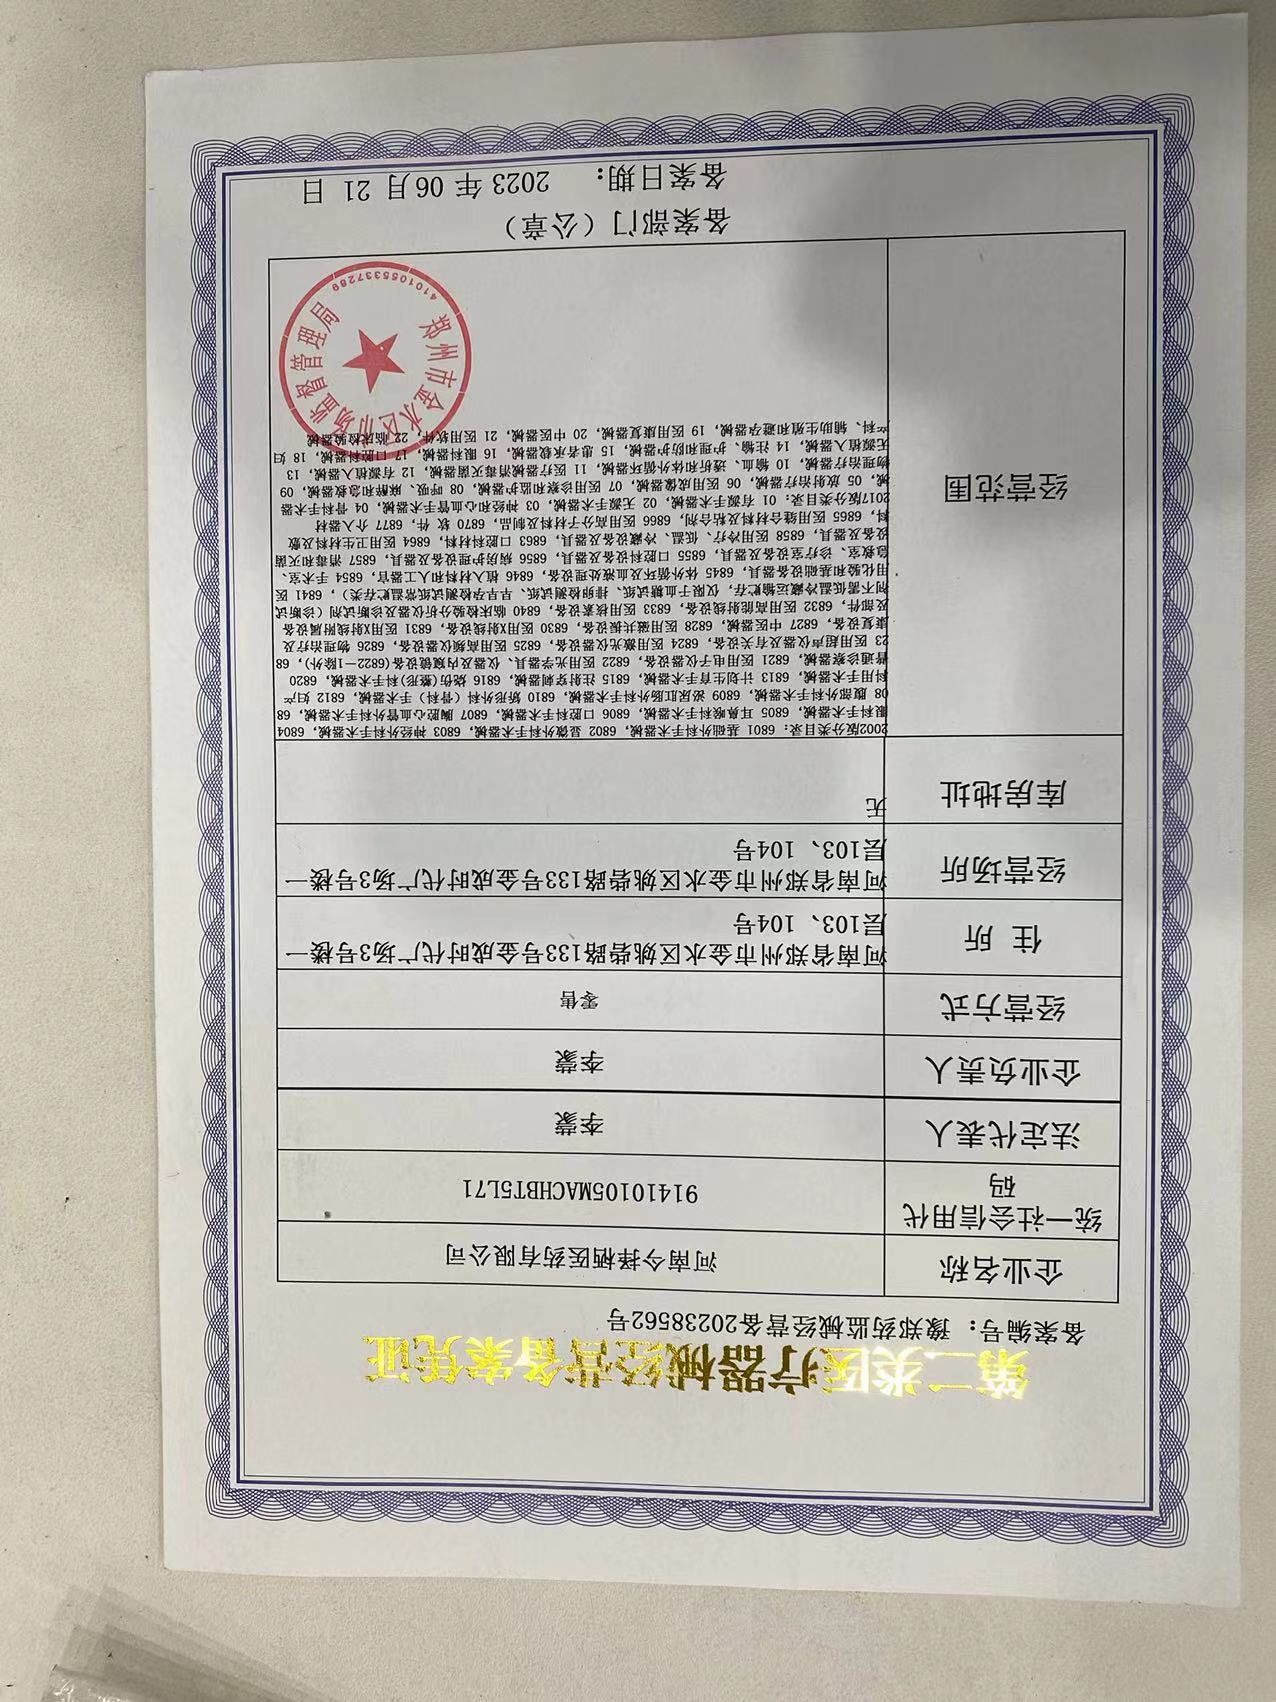 第二类医疗器械经营备案凭证
备案编号：豫郑药监械经营备20238562号
企业名称
河南今择栖医药有限公司
统一社会信用代
码
91410105MACHBT5L71
法定代表人
李蒙
企业负责人
李蒙
经营方式
零售
住 所
河南省郑州市金水区姚砦路133号金成时代广场3号楼一
层103、104号
经营场所
河南省郑州市金水区姚砦路133号金成时代广场3号楼一
层103、104号
库房地址
无
经营范围
2002版分类目录：6801 基础外科手术器械，6802 显微外科手术器械，6803 神经外科手术器械，6804
眼科手术器械，6805 耳鼻喉科手术器械，6806 口腔科手术器械，6807 胸腔心血管外科手术器械，68
08 腹部外科手术器械，6809 泌尿肛肠外科手术器械，6810 矫形外科（骨科）手术器械，6812 妇产
科用手术器械，6813 计划生育手术器械，6815 注射穿刺器械，6816 烧伤(整形)科手术器械，6820
普通诊察器械，6821 医用电子仪器设备，6822 医用光学器具、仪器及内窥镜设备(6822－1除外)，68
23 医用超声仪器及有关设备，6824 医用激光仪器设备，6825 医用高频仪器设备，6826 物理治疗及
康复设备，6827 中医器械，6828 医用磁共振设备，6830 医用X射线设备，6831 医用X射线附属设备
及部件，6832 医用高能射线设备，6833 医用核素设备，6840 临床检验分析仪器及诊断试剂（诊断试
剂不需低温冷藏运输贮存，仅限于血糖试纸、排卵检测试纸、早早孕检测试纸常温贮存类），6841 医
用化验和基础设备器具，6845 体外循环及血液处理设备，6846 植入材料和人工器官，6854 手术室、
急救室、诊疗室设备及器具，6855 口腔科设备及器具，6856 病房护理设备及器具，6857 消毒和灭菌
设备及器具，6858 医用冷疗、低温、冷藏设备及器具，6863 口腔科材料，6864 医用卫生材料及敷
料，6865 医用缝合材料及粘合剂，6866 医用高分子材料及制品，6870 软 件，6877 介入器材
2017版分类目录：01 有源手术器械，02 无源手术器械，03 神经和心血管手术器械，04 骨科手术器
械，05 放射治疗器械，06 医用成像器械，07 医用诊察和监护器械，08 呼吸、麻醉和急救器械，09
物理治疗器械，10 输血、透析和体外循环器械，11 医疗器械消毒灭菌器械，12 有源植入器械，13
无源植入器械，14 注输、护理和防护器械，15 患者承载器械，16 眼科器械，17 口腔科器械，18 妇
产科、辅助生殖和避孕器械，19 医用康复器械，20 中医器械，21 医用软件，22 临床检验器械
郑州市金水区市场监督管理局
4101055337289
备案部门（公章）
备案日期： 2023 年 06月 21 日